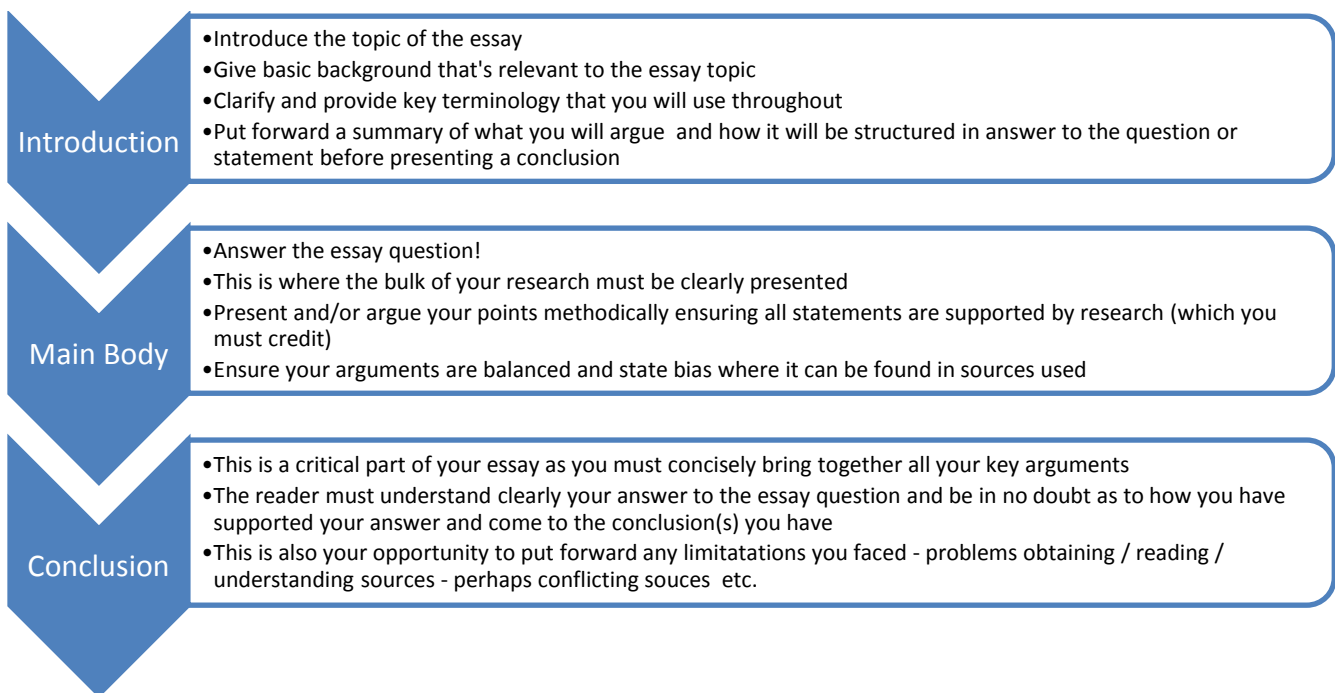 Introduction
•Introduce the topic of the essay
•Give basic background that's relevant to the essay topic
•Clarify and provide key terminology that you will use throughout
•Put forward a summary of what you will argue  and how it will be structured in answer to the question or
statement before presenting a conclusion
Main Body
•Answer the essay question!
•This is where the bulk of your research must be clearly presented
•Present and/or argue your points methodically ensuring all statements are supported by research (which you
must credit)
•Ensure your arguments are balanced and state bias where it can be found in sources used
Conclusion
•This is a critical part of your essay as you must concisely bring together all your key arguments
•The reader must understand clearly your answer to the essay question and be in no doubt as to how you have
supported your answer and come to the conclusion(s) you have
•This is also your opportunity to put forward any limitatations you faced - problems obtaining / reading /
understanding sources - perhaps conflicting souces  etc.